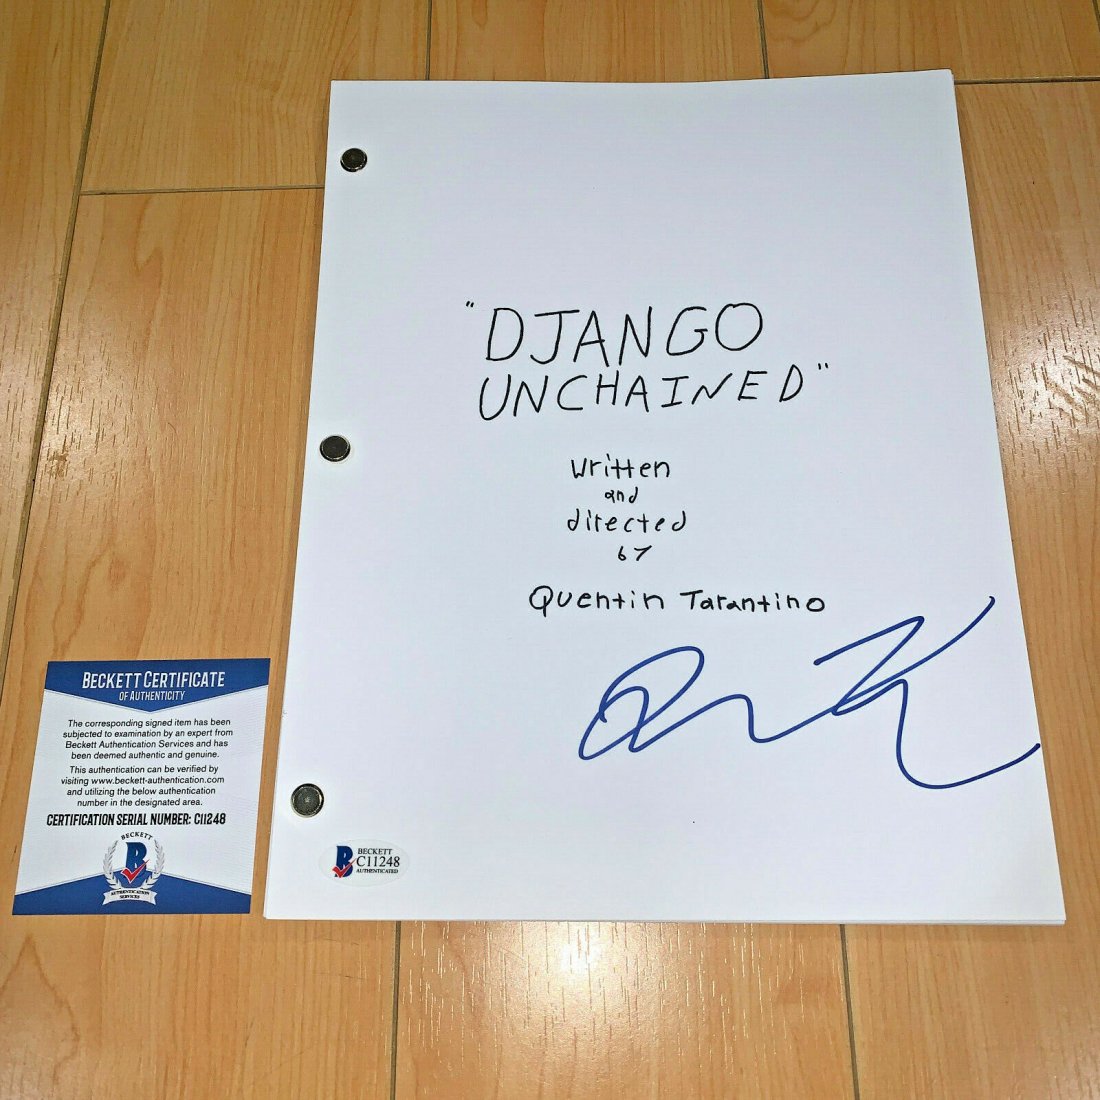 "DJANGO
UNCHAINED"
written
and
directed
by
Quentin Tarantino
BECKETT CERTIFICATE
OF AUTHENTICITY
The corresponding signed item has been
subjected to examination by an expert from
Beckett Authentication Services and has
been deemed authentic and genuine.
This authentication can be verified by
visiting www.beckett-authentication.com
and utilizing the below authentication
number in the designated area.
CERTIFICATION SERIAL NUMBER: C11248
BECKETT
B
AUTHENTICATION
SERVICES
B
BECKETT
C11248
AUTHENTICATED